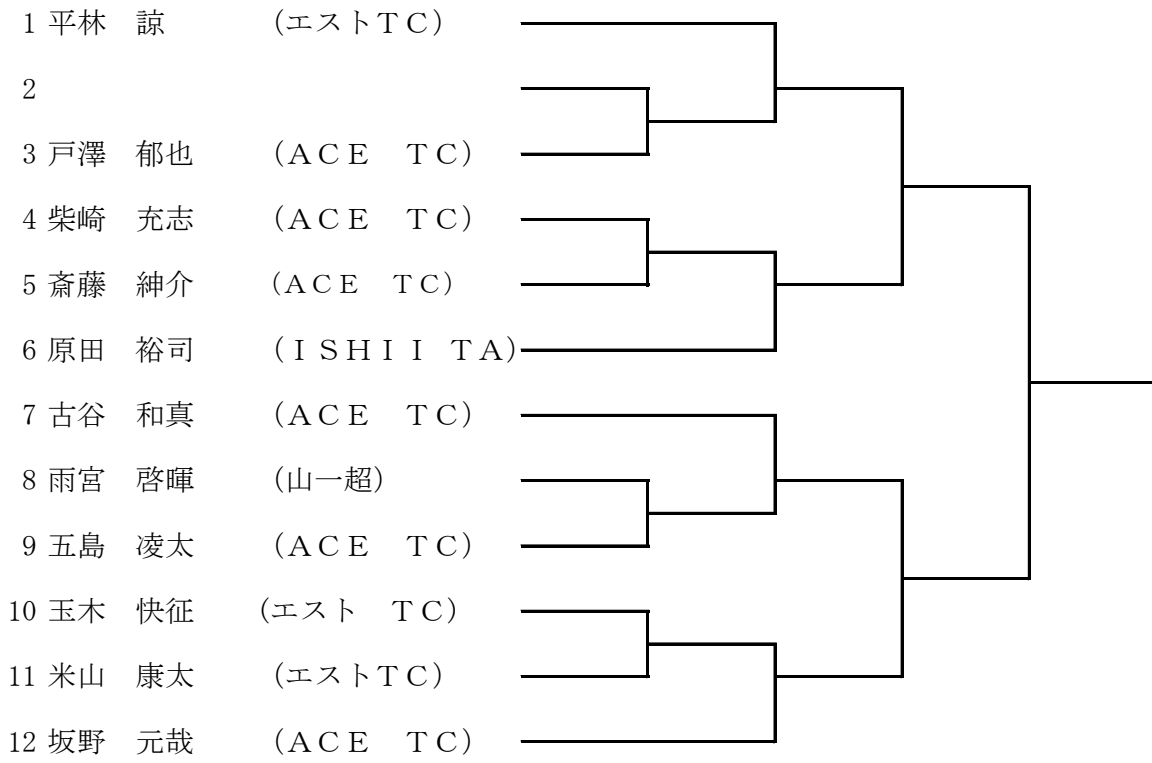 1 平林　諒　（エストＴＣ）
2
3 戸澤　郁也　（ＡＣＥ　ＴＣ）
4 柴崎　充志　（ＡＣＥ　ＴＣ）
5 斎藤　紳介　（ＡＣＥ　ＴＣ）
6 原田　裕司　（ＩＳＨＩＩ ＴＡ）
7 古谷　和真　（ＡＣＥ　ＴＣ）
8 雨宮　啓暉　（山一超）
9 五島　凌太　（ＡＣＥ　ＴＣ）
10 玉木　快征　（エスト　ＴＣ）
11 米山　康太　（エストＴＣ）
12 坂野　元哉　（ＡＣＥ　ＴＣ）